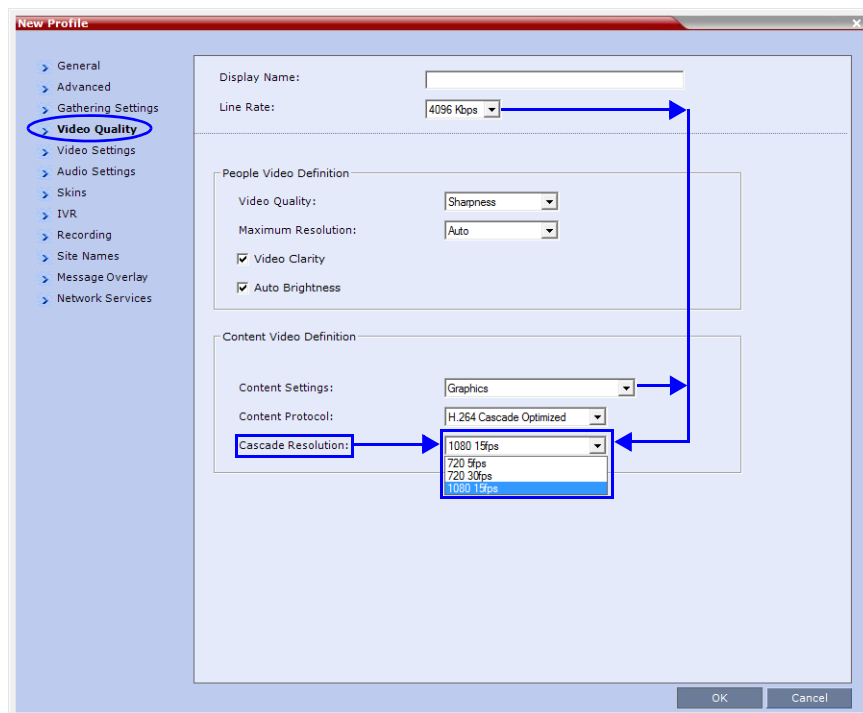 New Profile
General
Advanced
Gathering Settings
Video Quality
Video Settings
Audio Settings
Skins
IVR
Recording
Site Names
Message Overlay
Network Services
Display Name:
Line Rate: 4096 Kbps
People Video Definition
Video Quality: Sharpness
Maximum Resolution: Auto
Video Clarity
Auto Brightness
Content Video Definition
Content Settings: Graphics
Content Protocol: H.264 Cascade Optimized
Cascade Resolution: 1080 15fps
720 5fps
720 30fps
1080 15fps
OK Cancel